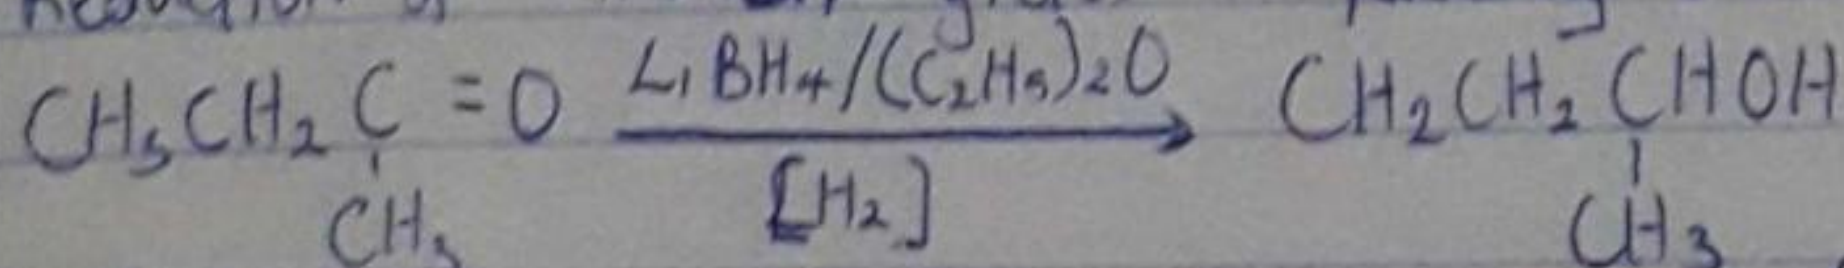 CH₃CH₂C=O LiBH₄/(C₂H₅)₂O CH₂CH₂CHOH
CH₃ [H₂] CH₃